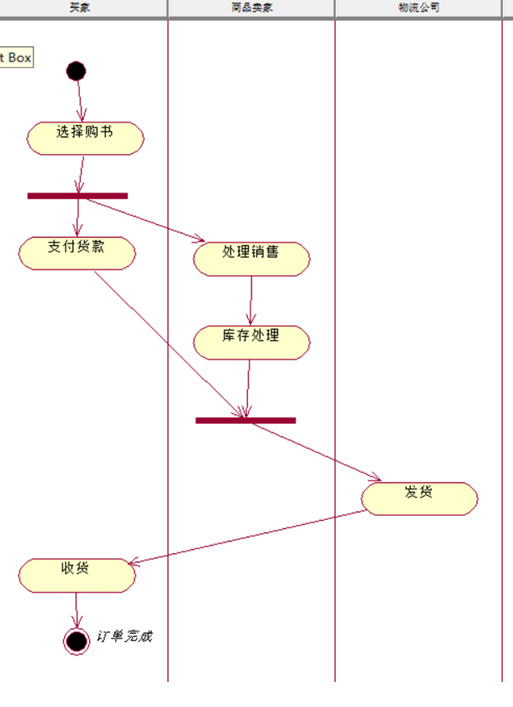 买家
商品卖家
物流公司
t Box
选择购书
支付货款
处理销售
库存处理
发货
收货
订单完成